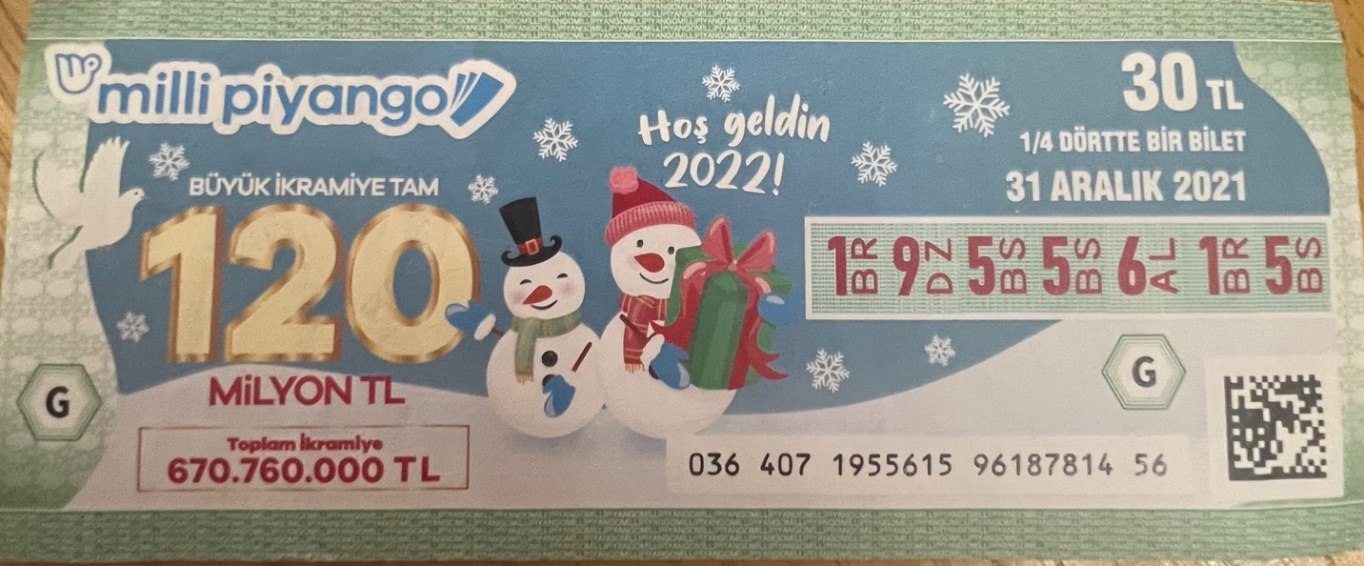 milli piyango
Hoş geldin
2022!
30 TL
1/4 DÖRTTE BİR BİLET
31 ARALIK 2021
BÜYÜK İKRAMİYE TAM
120
MİLYON TL
Toplam İkramiye
670.760.000 TL
1 BR 9 DZ 5 BS 5 BS 6 AL 1 BR 5 BS
G
G
036 407 1955615 96187814 56